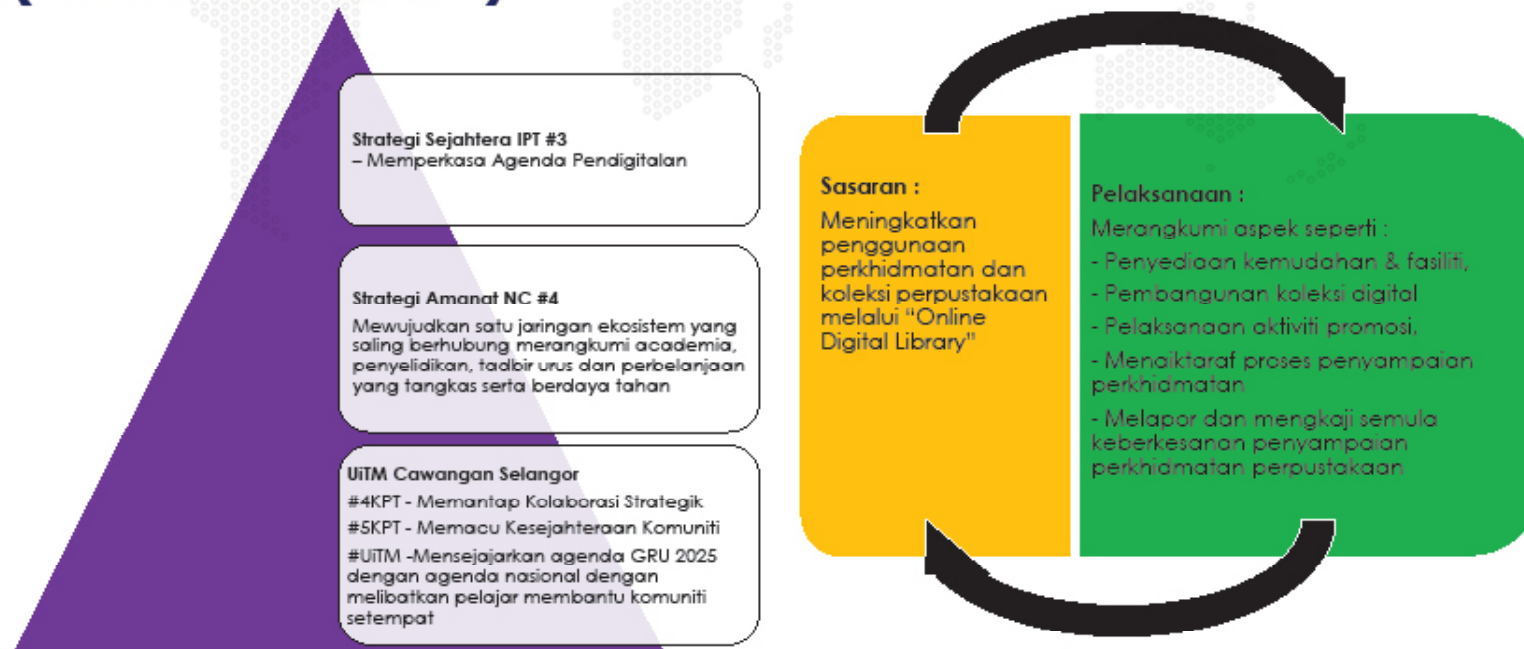 Strategi Sejahtera IPT #3
– Memperkasa Agenda Pendigitalan
Strategi Amanat NC #4
Mewujudkan satu jaringan ekosistem yang
saling berhubung merangkumi academia,
penyelidikan, tadbir urus dan perbelanjaan
yang tangkas serta berdaya tahan
UiTM Cawangan Selangor
#4KPT - Memantap Kolaborasi Strategik
#5KPT - Memacu Kesejahteraan Komuniti
#UiTM -Mensejajarkan agenda GRU 2025
dengan agenda nasional dengan
melibatkan pelajar membantu komuniti
setempat
Sasaran :
Meningkatkan
penggunaan
perkhidmatan dan
koleksi perpustakaan
melalui “Online
Digital Library”
Pelaksanaan :
Merangkumi aspek seperti :
- Penyediaan kemudahan & fasiliti,
- Pembangunan koleksi digital
- Pelaksanaan aktiviti promosi,
- Menaiktaraf proses penyampaian
perkhidmatan
- Melapor dan mengkaji semula
keberkesanan penyampaian
perkhidmatan perpustakaan